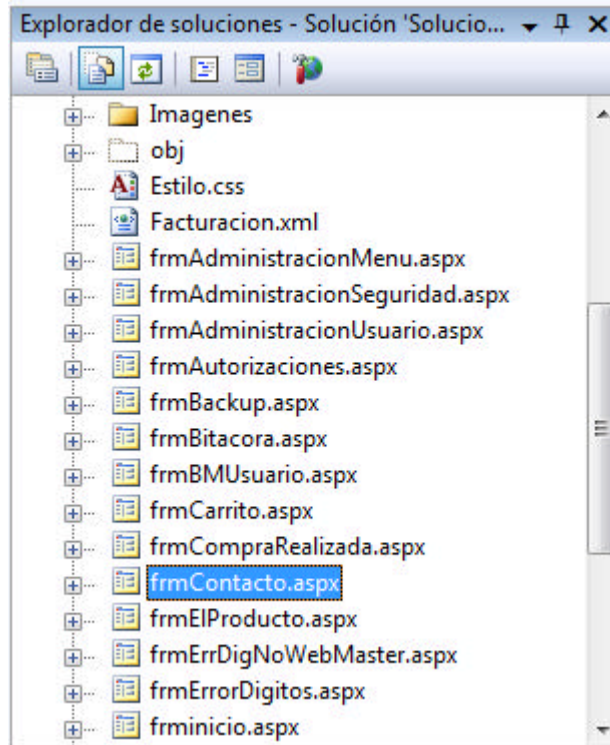 Explorador de soluciones - Solución 'Solucio...
Imagenes
obj
Estilo.css
Facturacion.xml
frmAdministracionMenu.aspx
frmAdministracionSeguridad.aspx
frmAdministracionUsuario.aspx
frmAutorizaciones.aspx
frmBackup.aspx
frmBitacora.aspx
frmBMUsuario.aspx
frmCarrito.aspx
frmCompraRealizada.aspx
frmContacto.aspx
frmElProducto.aspx
frmErrDigNoWebMaster.aspx
frmErrorDigitos.aspx
frminicio.aspx